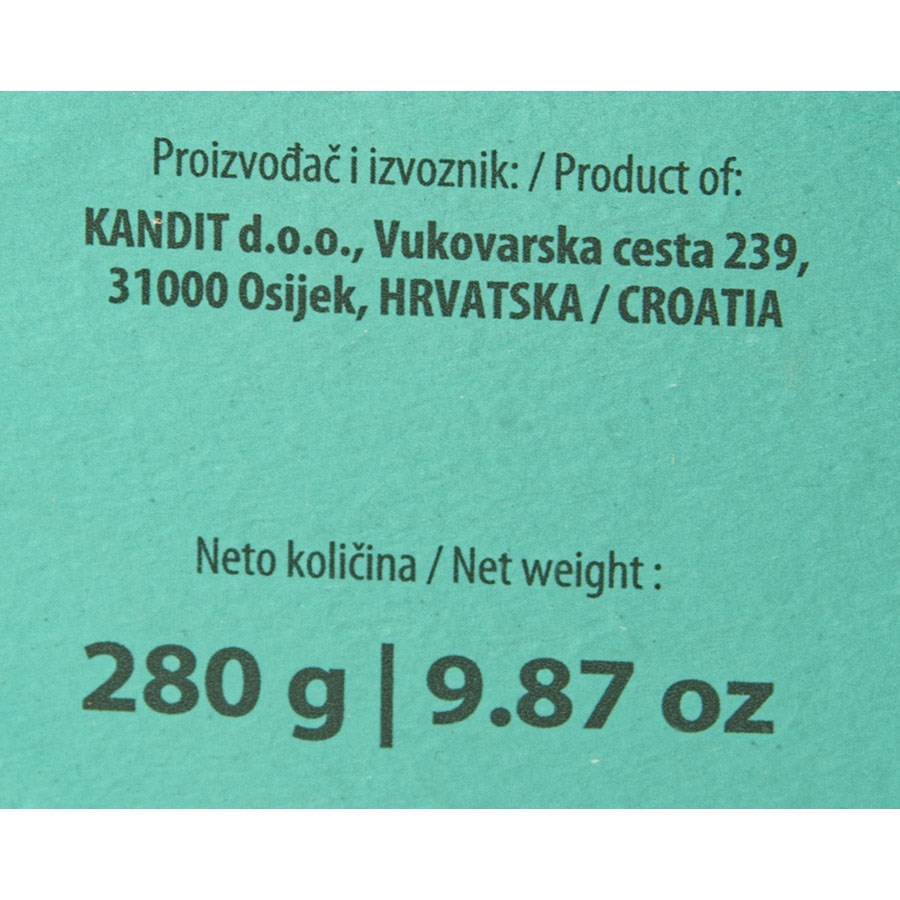 Proizvođač i izvoznik: / Product of:
KANDIT d.o.o., Vukovarska cesta 239,
31000 Osijek, HRVATSKA / CROATIA
Neto količina / Net weight :
280 g | 9.87 oz